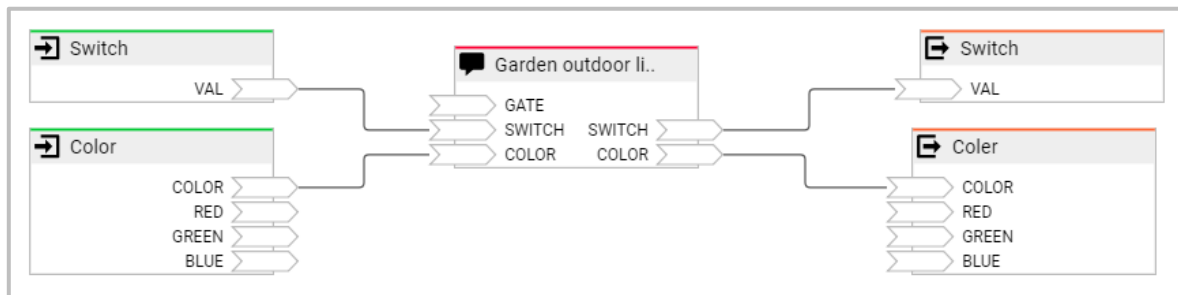 Switch
VAL
Color
COLOR
RED
GREEN
BLUE
Garden outdoor li..
GATE
SWITCH SWITCH
COLOR COLOR
Switch
VAL
Coler
COLOR
RED
GREEN
BLUE